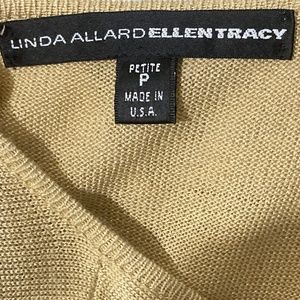 LINDA ALLARD ELLEN TRACY
PETITE
P
MADE IN
U.S.A.